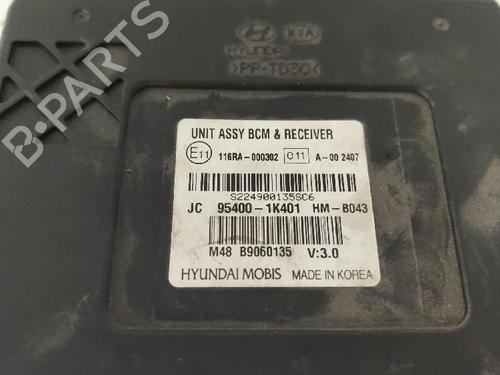 KIA
HYUNDAI
>PP-TD30<
UNIT ASSY BCM & RECEIVER
E11 116RA-000302 011 A-00 2407
S224900135SC6
JC 95400-1K401 HM-B043
M48 B9060135 V:3.0
HYUNDAI MOBIS MADE IN KOREA
B-PARTS